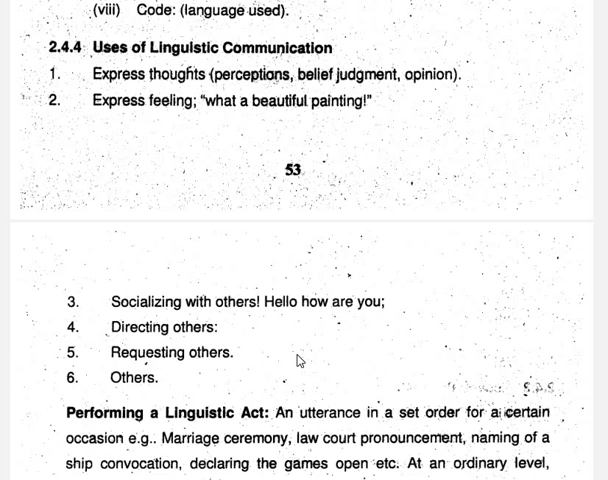 (viii) Code: (language used).
2.4.4 Uses of Linguistic Communication
1. Express thoughts (perceptions, belief judgment, opinion).
2. Express feeling; “what a beautiful painting!”
53
3. Socializing with others! Hello how are you;
4. Directing others:
5. Requesting others.
6. Others.
Performing a Linguistic Act: An utterance in a set order for a certain
occasion e.g.. Marriage ceremony, law court pronouncement, naming of a
ship convocation, declaring the games open etc. At an ordinary level,